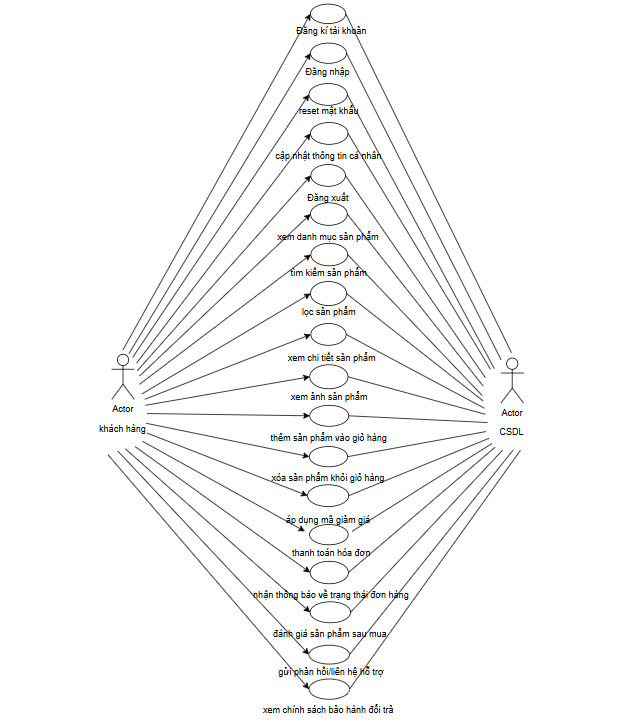 Đăng kí tài khoản
Đăng nhập
reset mật khẩu
cập nhật thông tin cá nhân
Đăng xuất
xem danh mục sản phẩm
tìm kiếm sản phẩm
lọc sản phẩm
xem chi tiết sản phẩm
xem ảnh sản phẩm
Actor
khách hàng
Actor
CSDL
thêm sản phẩm vào giỏ hàng
xóa sản phẩm khỏi giỏ hàng
áp dụng mã giảm giá
thanh toán hóa đơn
nhận thông báo về trạng thái đơn hàng
đánh giá sản phẩm sau mua
gửi phản hồi/liên hệ hỗ trợ
xem chính sách bảo hành đổi trả